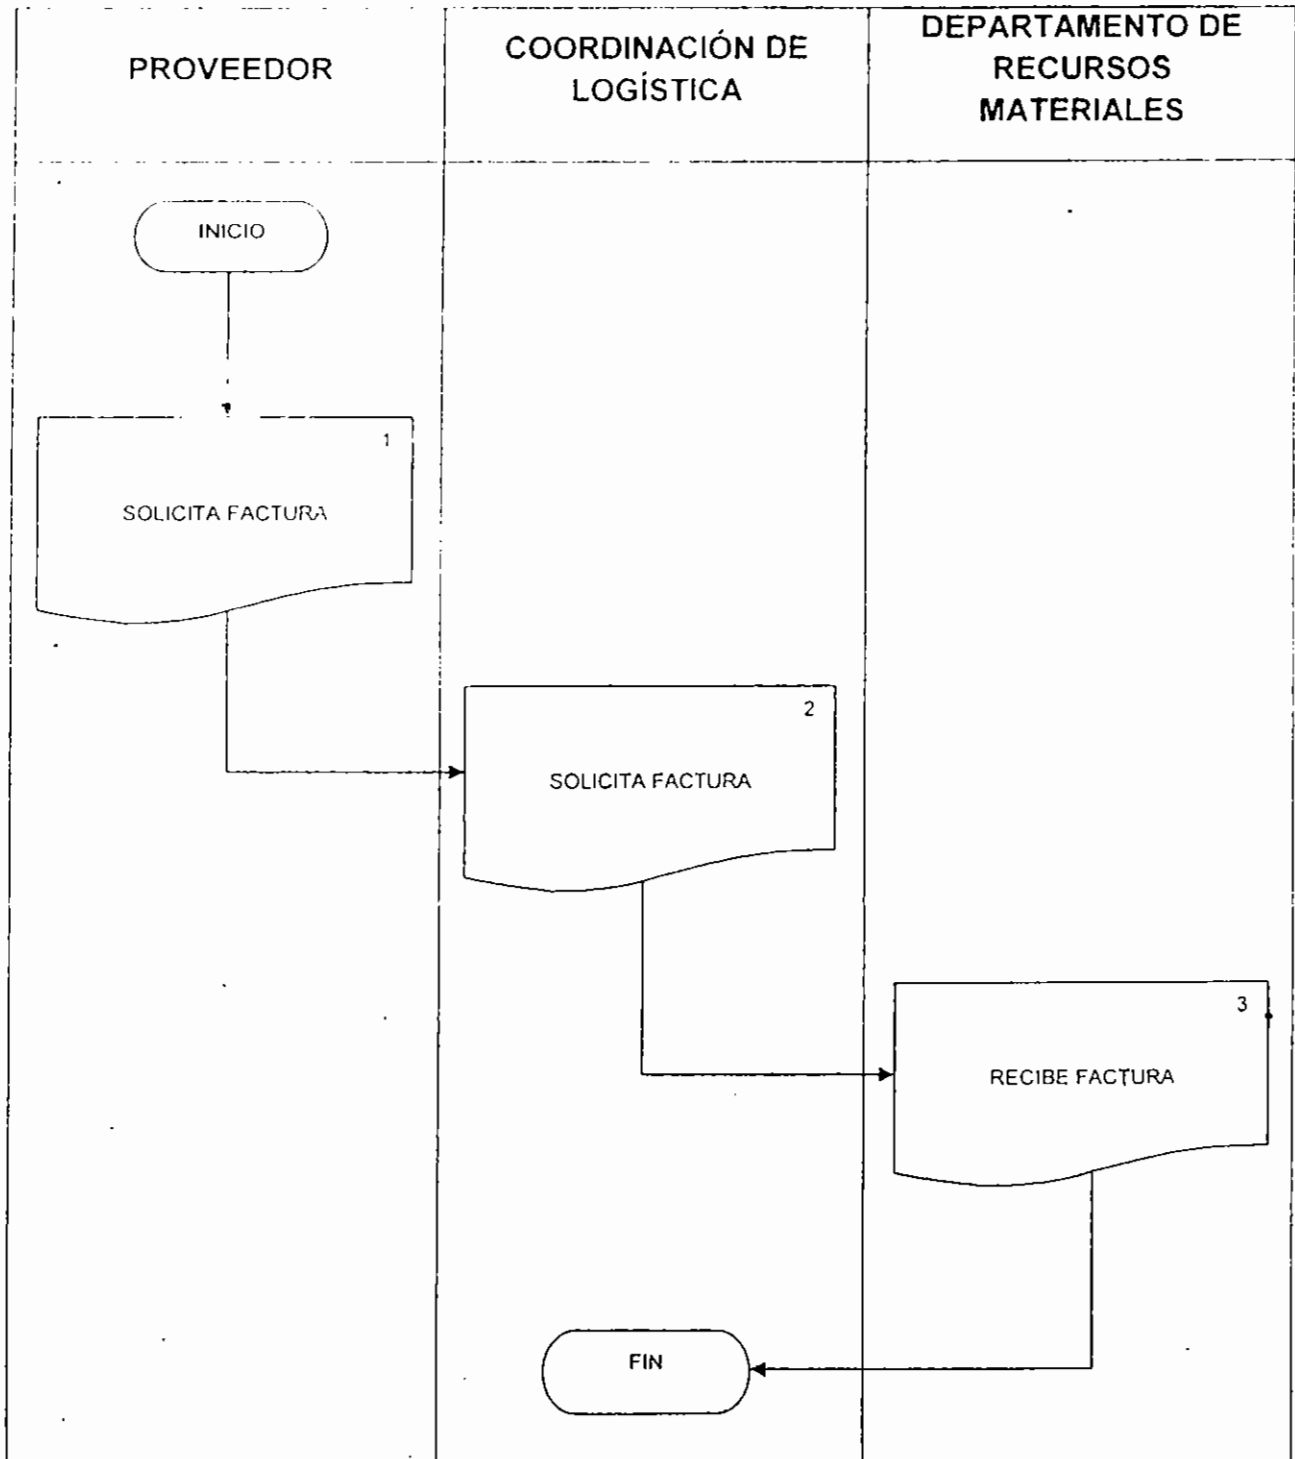 PROVEEDOR
COORDINACIÓN DE
LOGÍSTICA
DEPARTAMENTO DE
RECURSOS
MATERIALES
INICIO
1
SOLICITA FACTURA
2
SOLICITA FACTURA
3
RECIBE FACTURA
FIN